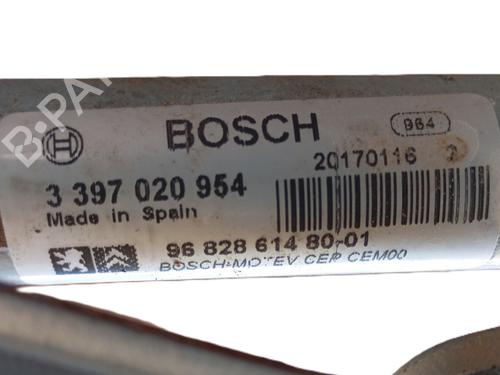 B-PARTS
BOSCH
964
20170116
3 397 020 954
Made in Spain
96 828 614 80-01
BOSCH-MOTEV CEP CEM00